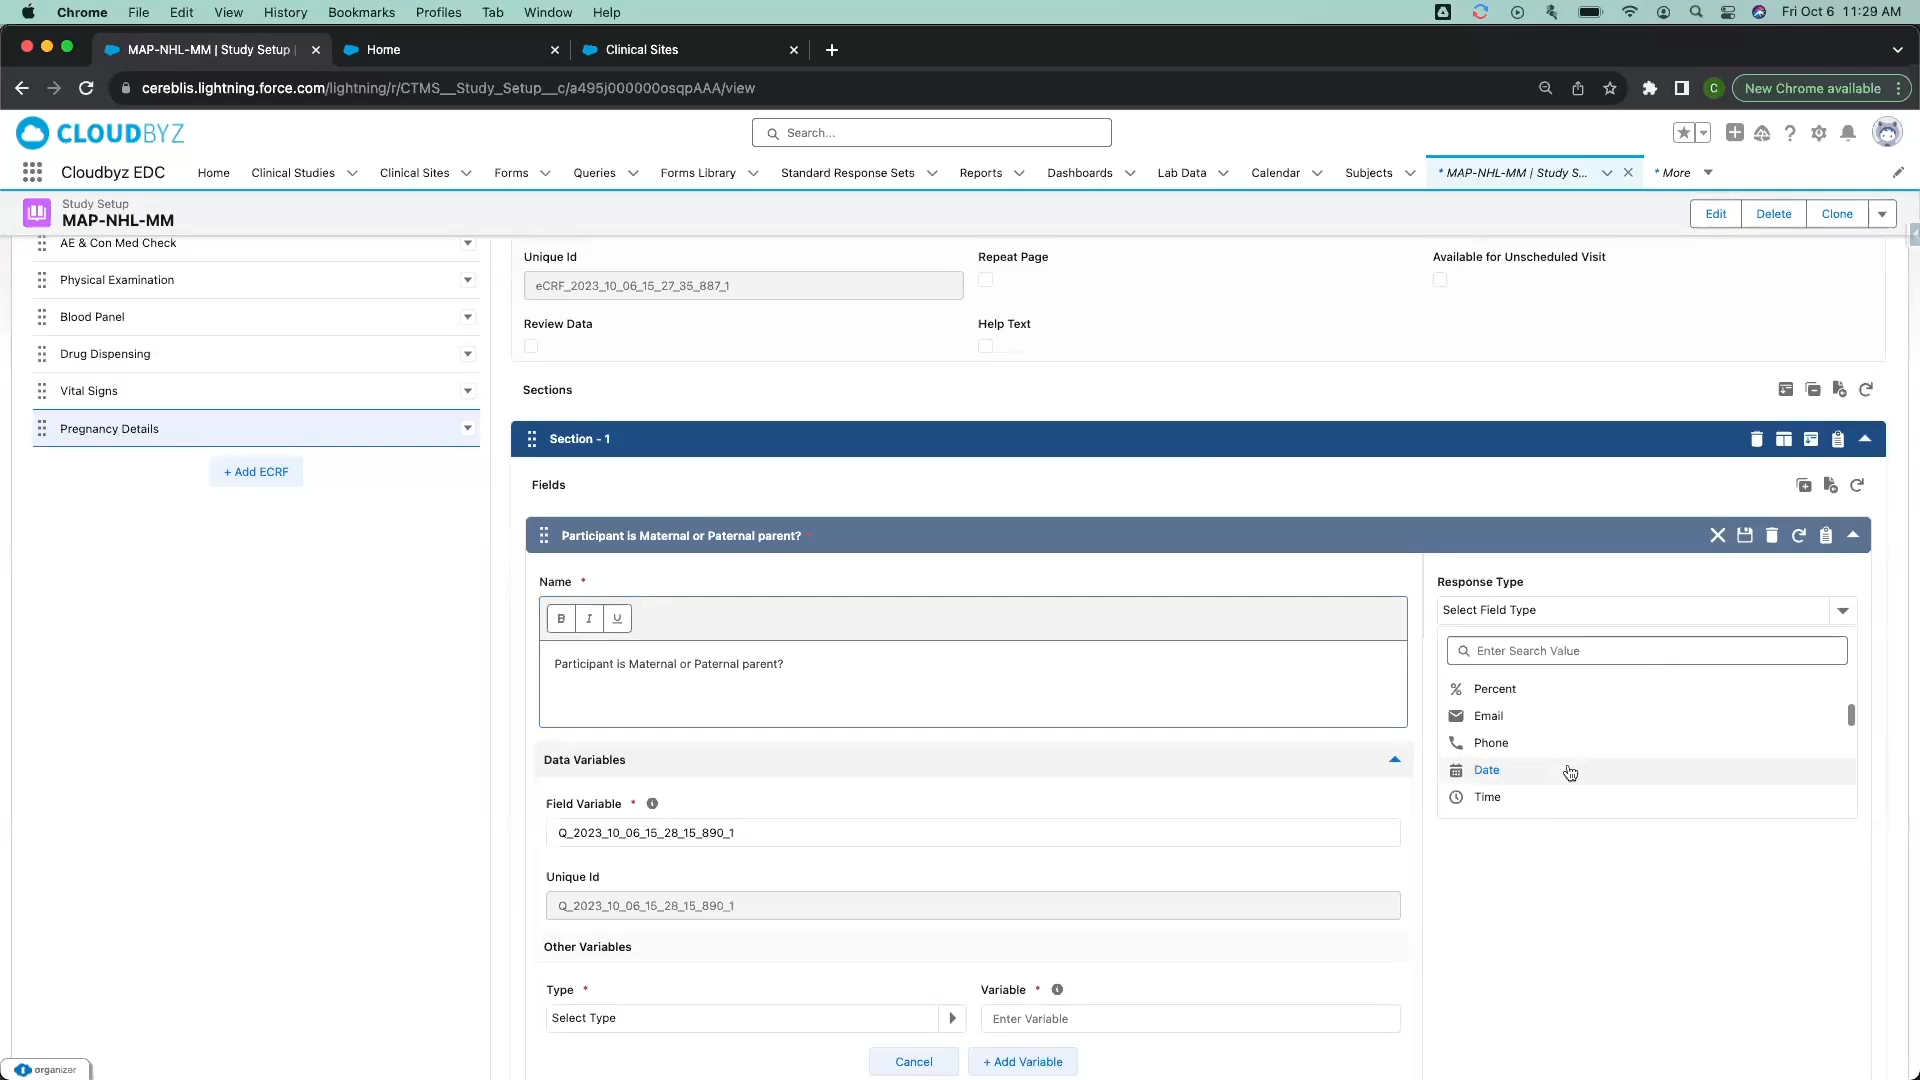 Chrome File Edit View History Bookmarks Profiles Tab Window Help Fri Oct 6 11:29 AM
MAP-NHL-MM | Study Setup | Home Clinical Sites
cereblis.lightning.force.com/lightning/r/CTMS__Study_Setup__c/a495j000000osqpAAA/view C New Chrome available
CLOUDBYZ Search...
Cloudbyz EDC Home Clinical Studies Clinical Sites Forms Queries Forms Library Standard Response Sets Reports Dashboards Lab Data Calendar Subjects * MAP-NHL-MM | Study S... * More
Study Setup
MAP-NHL-MM
Edit Delete Clone
AE & Con Med Check
Physical Examination
Blood Panel
Drug Dispensing
Vital Signs
Pregnancy Details
+ Add ECRF
Unique Id Repeat Page Available for Unscheduled Visit
eCRF_2023_10_06_15_27_35_887_1
Review Data Help Text
Sections
Section - 1
Fields
Participant is Maternal or Paternal parent? *
Name *
B I U
Participant is Maternal or Paternal parent?
Data Variables
Field Variable *
Q_2023_10_06_15_28_15_890_1
Unique Id
Q_2023_10_06_15_28_15_890_1
Other Variables
Type * Variable *
Select Type Enter Variable
Cancel + Add Variable
Response Type
Select Field Type
Enter Search Value
% Percent
Email
Phone
Date
Time
organizer